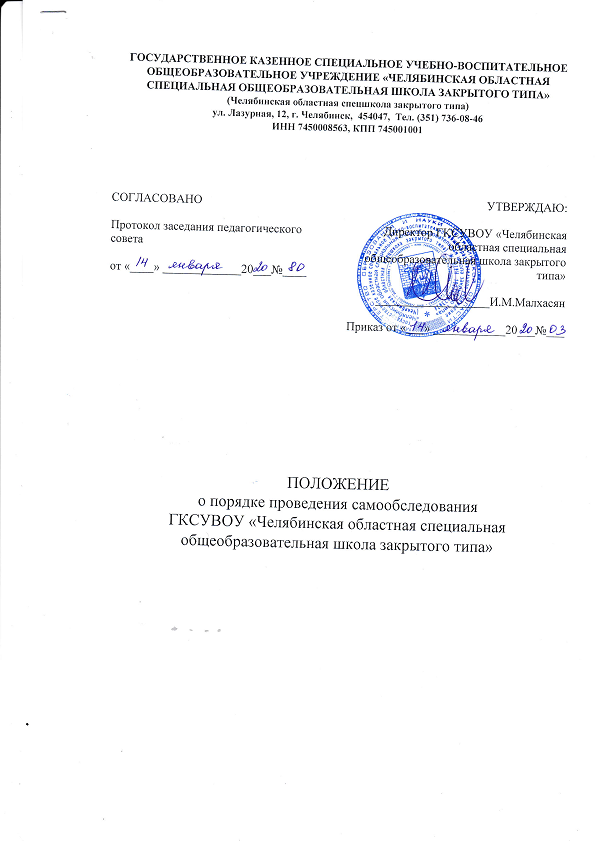 ГОСУДАРСТВЕННОЕ КАЗЕННОЕ СПЕЦИАЛЬНОЕ УЧЕБНО-ВОСПИТАТЕЛЬНОЕ
ОБЩЕОБРАЗОВАТЕЛЬНОЕ УЧРЕЖДЕНИЕ «ЧЕЛЯБИНСКАЯ ОБЛАСТНАЯ
СПЕЦИАЛЬНАЯ ОБЩЕОБРАЗОВАТЕЛЬНАЯ ШКОЛА ЗАКРЫТОГО ТИПА»
(Челябинская областная спецшкола закрытого типа)
ул. Лазурная, 12, г. Челябинск, 454047, Тел. (351) 736-08-46
ИНН 7450008563, КПП 745001001
СОГЛАСОВАНО
Протокол заседания педагогического
совета
от «14» января 2020 № 80
УТВЕРЖДАЮ:
Директор ГКСУВОУ «Челябинская
областная специальная
общеобразовательная школа закрытого
типа»
И.М.Малхасян
Приказ от «14» января 2020 № 03
ПОЛОЖЕНИЕ
о порядке проведения самообследования
ГКСУВОУ «Челябинская областная специальная
общеобразовательная школа закрытого типа»